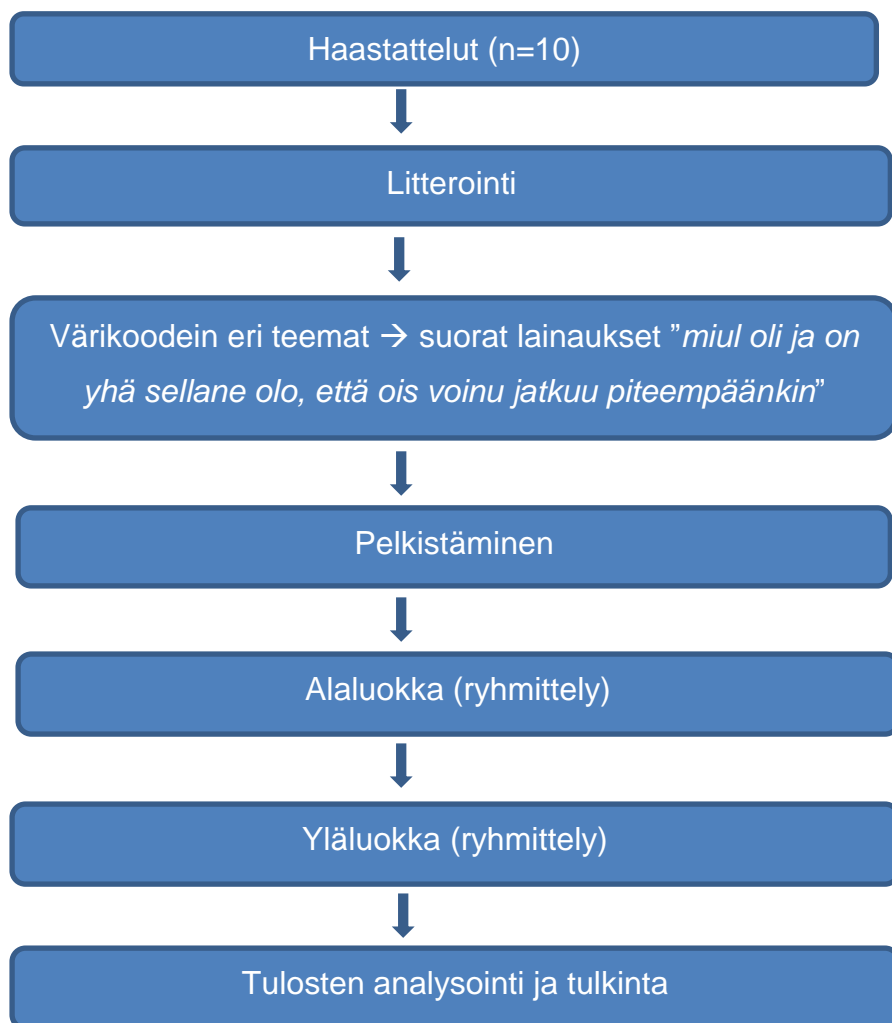 Haastattelut (n=10)
Litterointi
Värikoodein eri teemat → suorat lainaukset ”miul oli ja on
yhä sellane olo, että ois voinu jatkuu piteempäänkin”
Pelkistäminen
Alaluokka (ryhmittely)
Yläluokka (ryhmittely)
Tulosten analysointi ja tulkinta